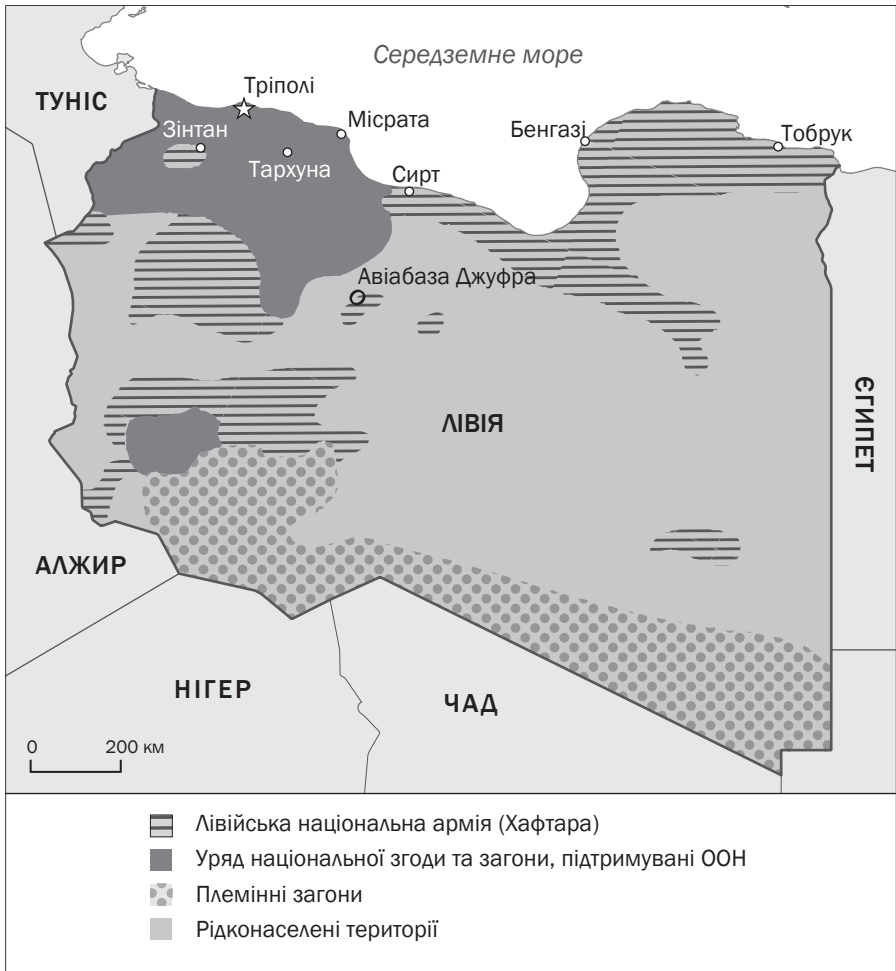 Середземне море
ТУНІС
Тріполі
Зінтан
Місрата
Тархуна
Бенгазі
Тобрук
Сирт
Авіабаза Джуфра
ЛІВІЯ
ЄГИПЕТ
АЛЖИР
НІГЕР
ЧАД
0 200 км
Лівійська національна армія (Хафтара)
Уряд національної згоди та загони, підтримувані ООН
Племінні загони
Рідконаселені території